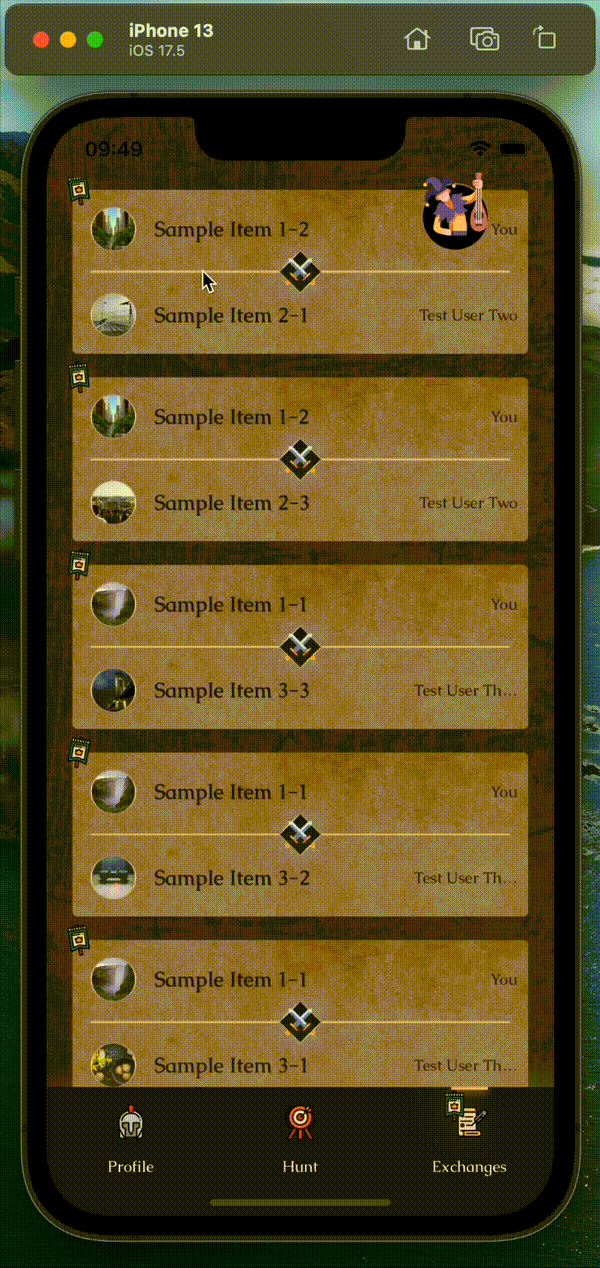 iPhone 13
iOS 17.5
09:49
Sample Item 1-2 You
Sample Item 2-1 Test User Two
Sample Item 1-2 You
Sample Item 2-3 Test User Two
Sample Item 1-1 You
Sample Item 3-3 Test User Th...
Sample Item 1-1 You
Sample Item 3-2 Test User Th...
Sample Item 1-1 You
Sample Item 3-1 Test User Th...
Profile Hunt Exchanges